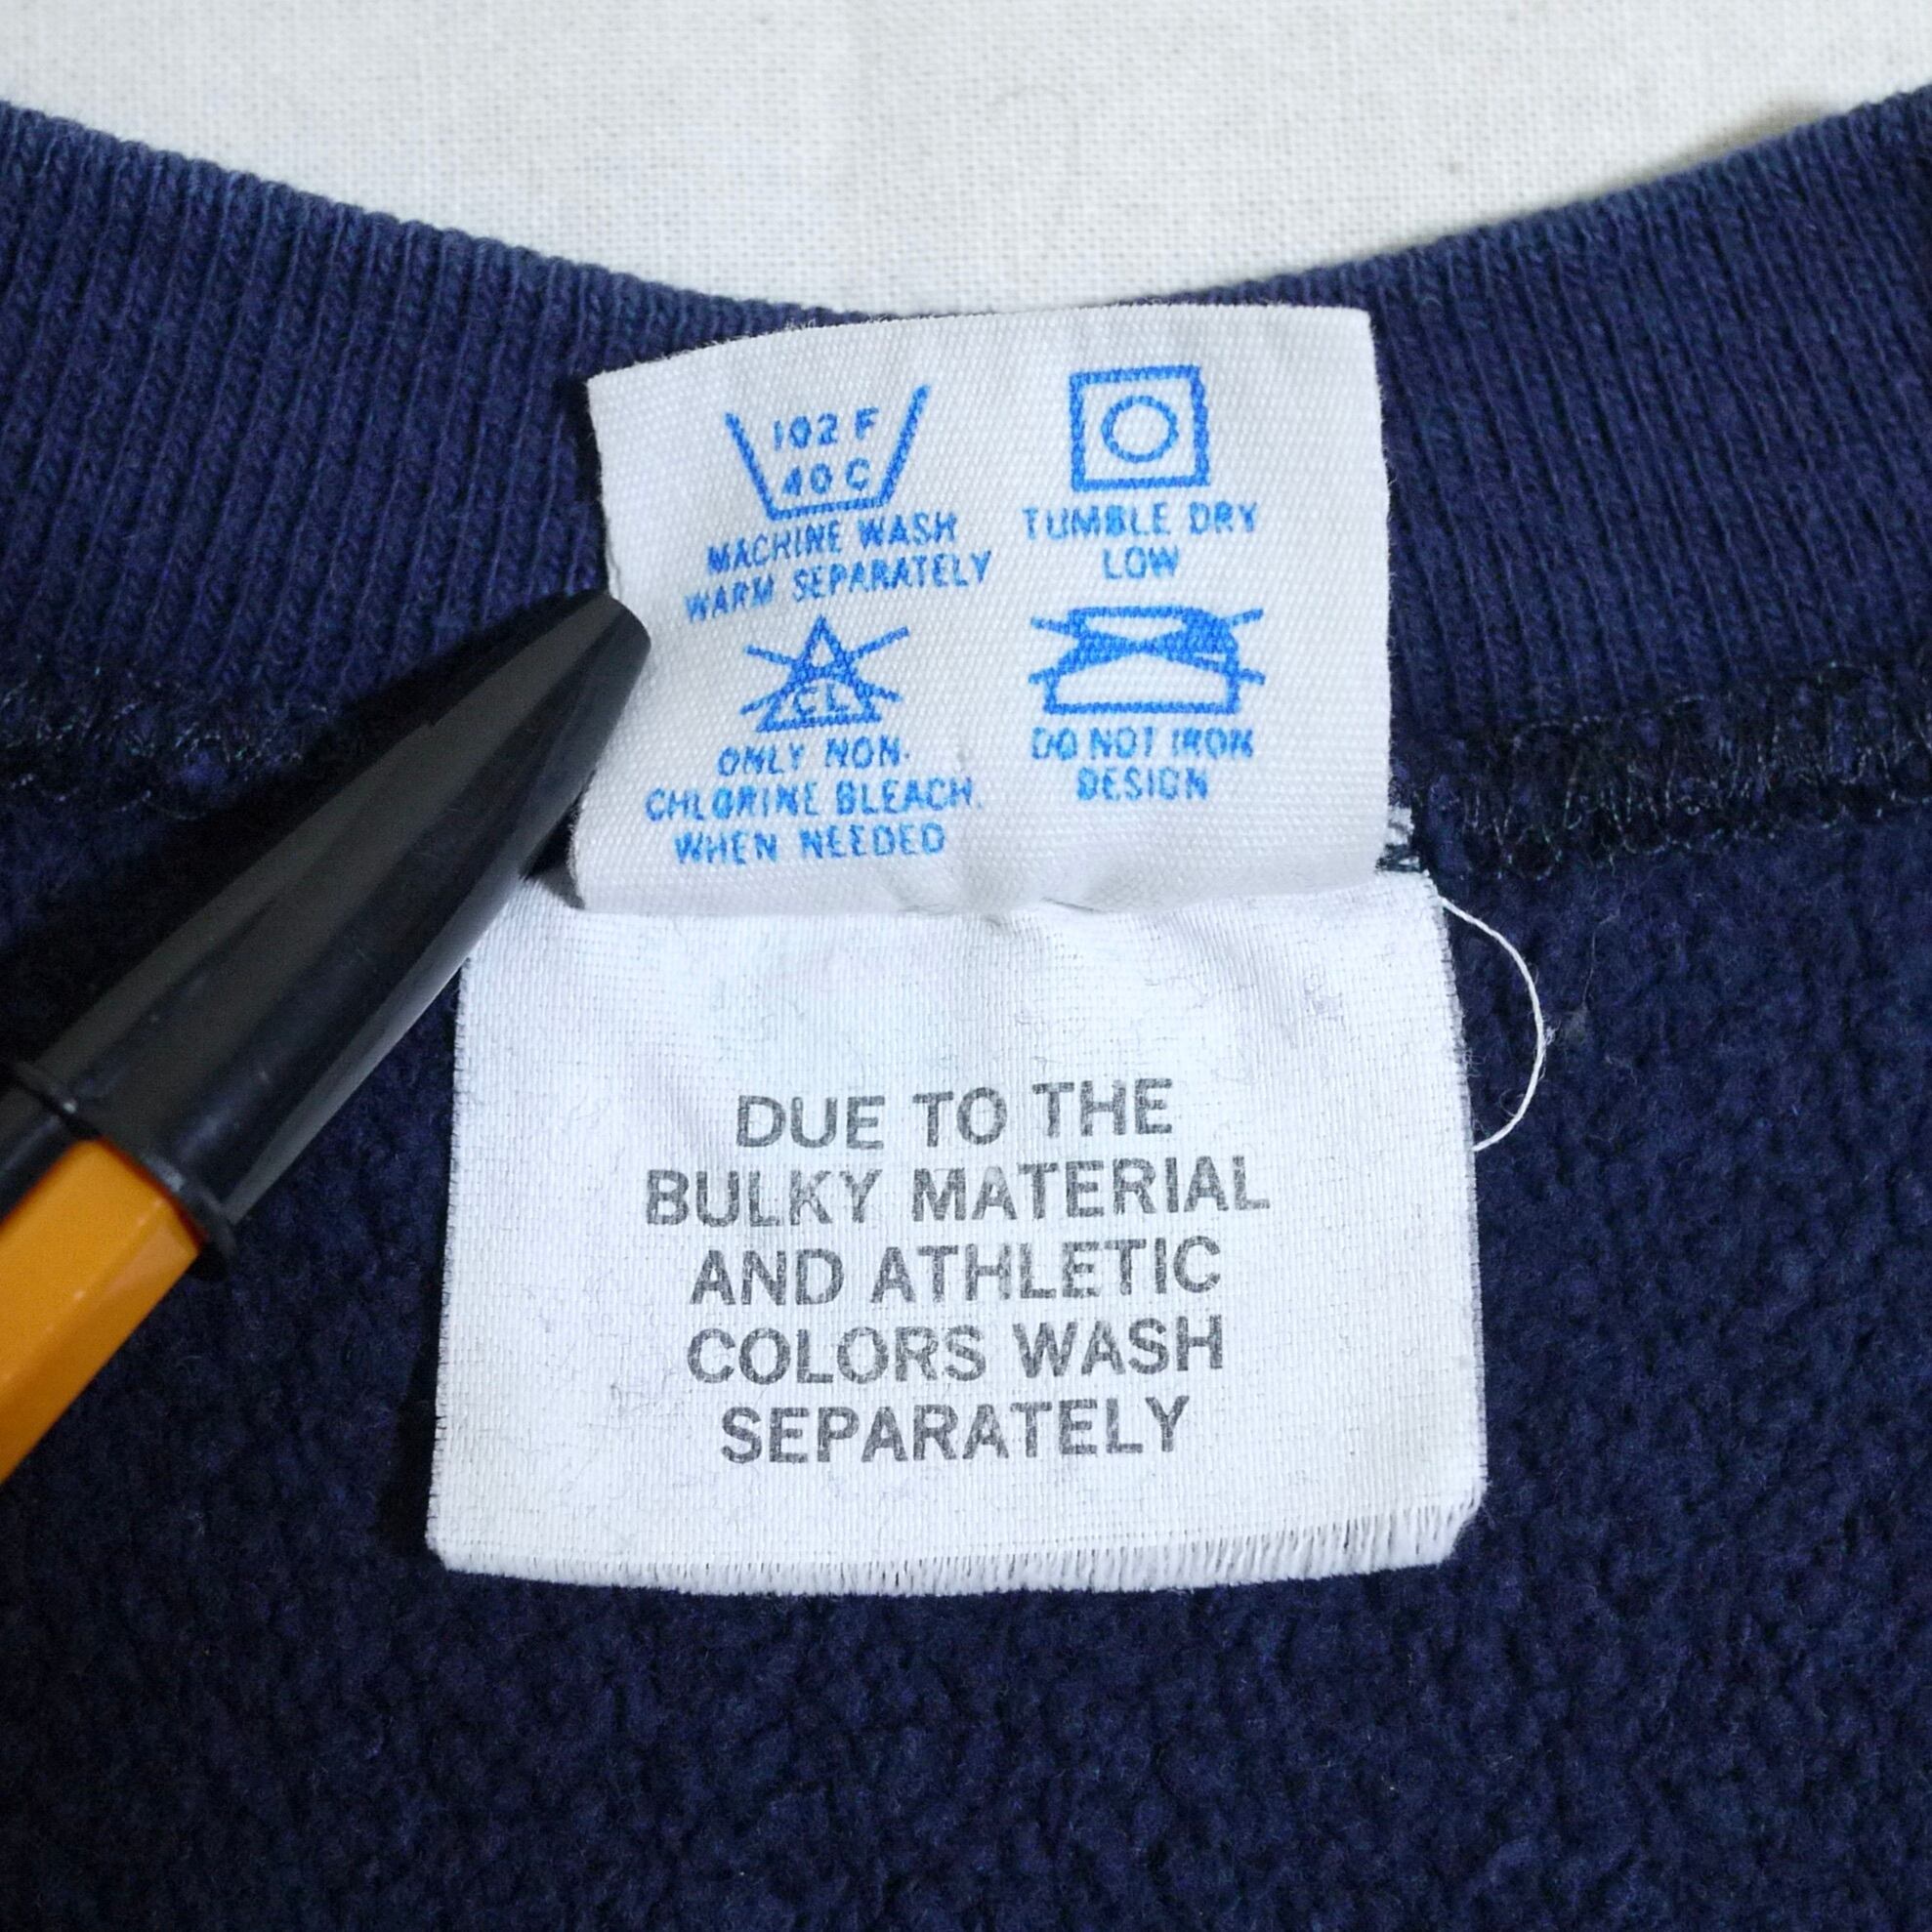 102 F
40 C
MACHINE WASH
WARM SEPARATELY
TUMBLE DRY
LOW
CL
ONLY NON-
CHLORINE BLEACH.
WHEN NEEDED
DO NOT IRON
DESIGN
DUE TO THE
BULKY MATERIAL
AND ATHLETIC
COLORS WASH
SEPARATELY